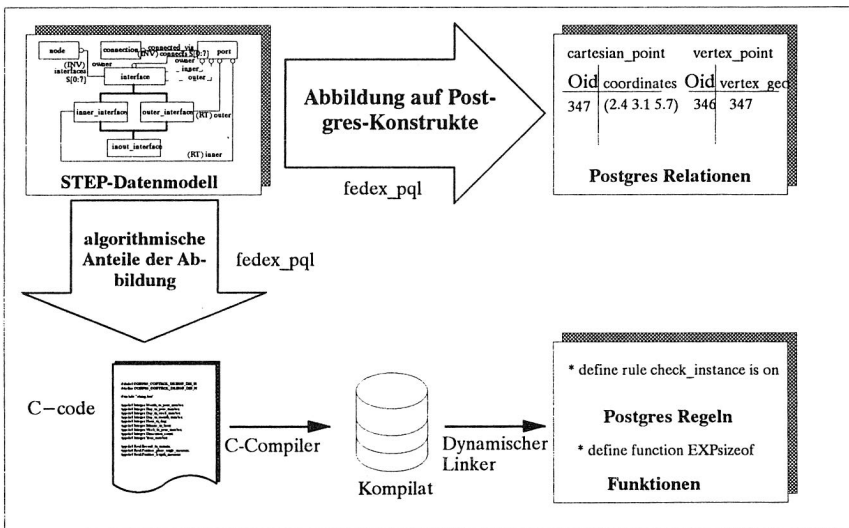 node
connection
connected_via
(INV) connects S[0:?]
port
(INV)
owner
interfaces
S[0:?]
owner
inner
outer
interface
inner_interface
outer_interface
(RT) outer
inout_interface
(RT) inner
STEP-Datenmodell
Abbildung auf Post-
gres-Konstrukte
fedex_pql
cartesian_point vertex_point
Oid coordinates Oid vertex_geo
347 (2.4 3.1 5.7) 346 347
Postgres Relationen
algorithmische
Anteile der Ab-
bildung
fedex_pql
C-code
C-Compiler
Kompilat
Dynamischer
Linker
* define rule check_instance is on
Postgres Regeln
* define function EXPsizeof
Funktionen